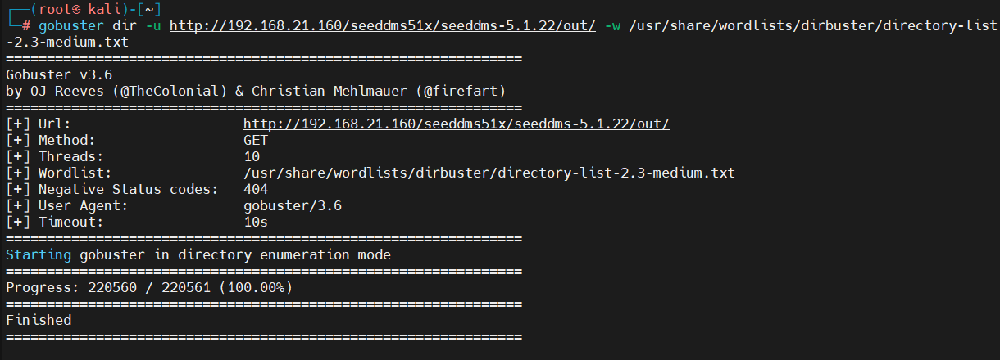 ┌──(root㉿ kali)-[~]
└─# gobuster dir -u http://192.168.21.160/seeddms51x/seeddms-5.1.22/out/ -w /usr/share/wordlists/dirbuster/directory-list
-2.3-medium.txt
===============================================================
Gobuster v3.6
by OJ Reeves (@TheColonial) & Christian Mehlmauer (@firefart)
===============================================================
[+] Url:                     http://192.168.21.160/seeddms51x/seeddms-5.1.22/out/
[+] Method:                  GET
[+] Threads:                 10
[+] Wordlist:                /usr/share/wordlists/dirbuster/directory-list-2.3-medium.txt
[+] Negative Status codes:   404
[+] User Agent:              gobuster/3.6
[+] Timeout:                 10s
===============================================================
Starting gobuster in directory enumeration mode
===============================================================
Progress: 220560 / 220561 (100.00%)
===============================================================
Finished
===============================================================